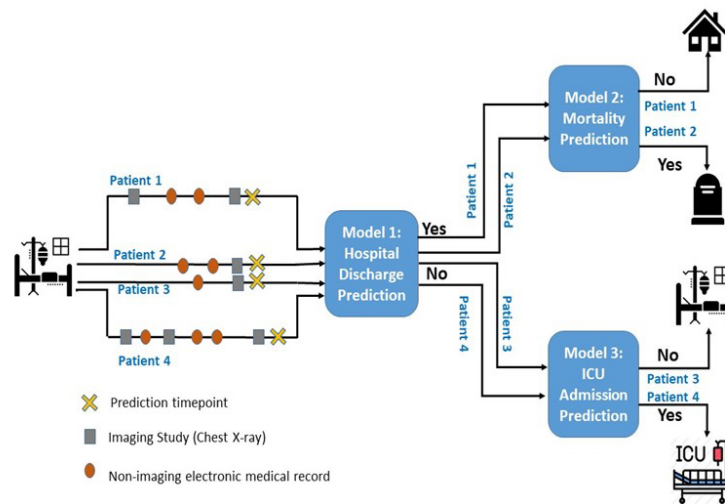 Patient 1
Patient 2
Patient 3
Patient 4
Model 1:
Hospital
Discharge
Prediction
Yes
No
Patient 1
Patient 2
Patient 3
Patient 4
Model 2:
Mortality
Prediction
No
Patient 1
Patient 2
Yes
Model 3:
ICU
Admission
Prediction
No
Patient 3
Patient 4
Yes
ICU
Prediction timepoint
Imaging Study (Chest X-ray)
Non-imaging electronic medical record